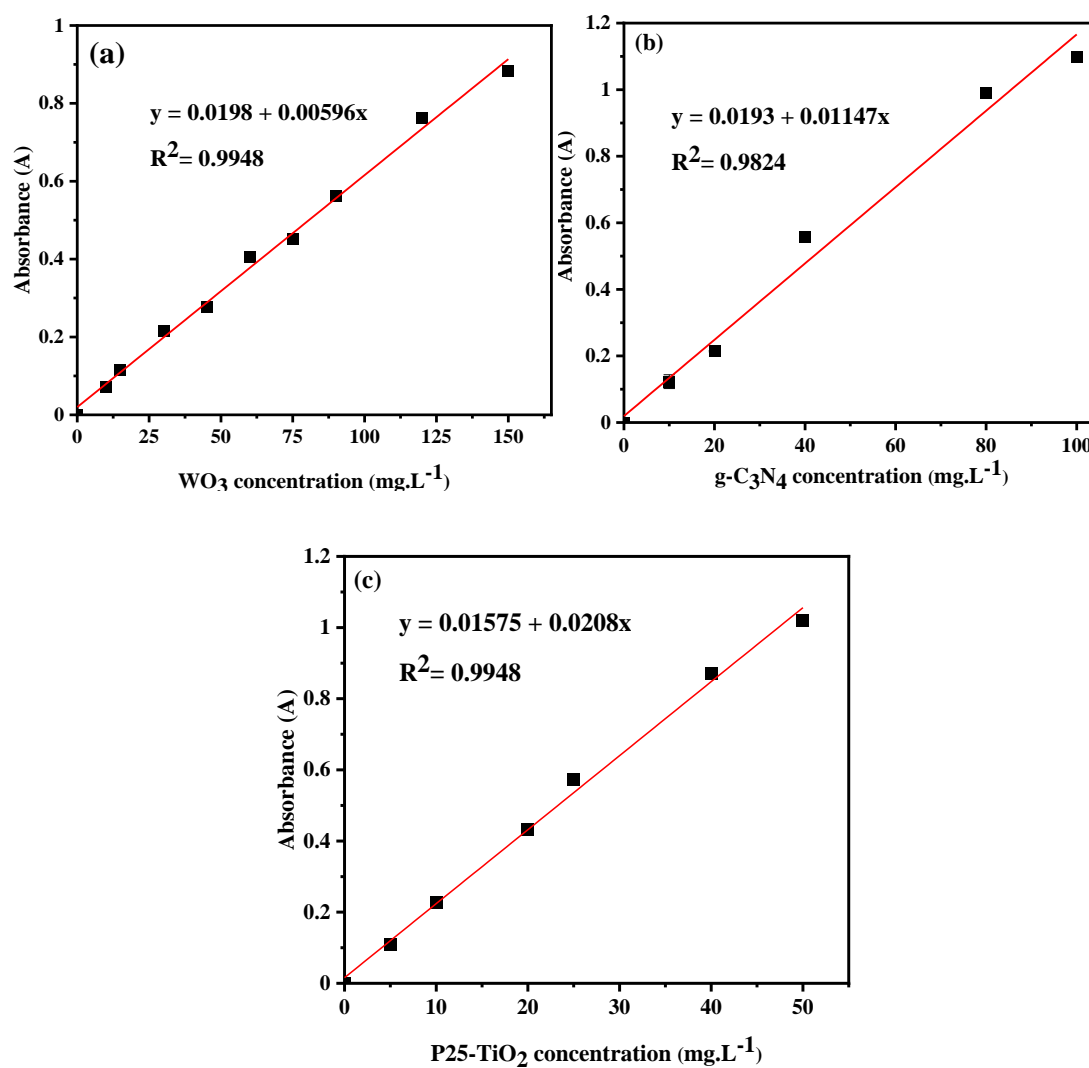 (a)
y = 0.0198 + 0.00596x
R²= 0.9948
Absorbance (A)
1
0.8
0.6
0.4
0.2
0
0 25 50 75 100 125 150
WO₃ concentration (mg.L⁻¹)
(b)
y = 0.0193 + 0.01147x
R²= 0.9824
Absorbance (A)
1.2
1
0.8
0.6
0.4
0.2
0
0 20 40 60 80 100
g-C₃N₄ concentration (mg.L⁻¹)
(c)
y = 0.01575 + 0.0208x
R²= 0.9948
Absorbance (A)
1.2
1
0.8
0.6
0.4
0.2
0
0 10 20 30 40 50
P25-TiO₂ concentration (mg.L⁻¹)